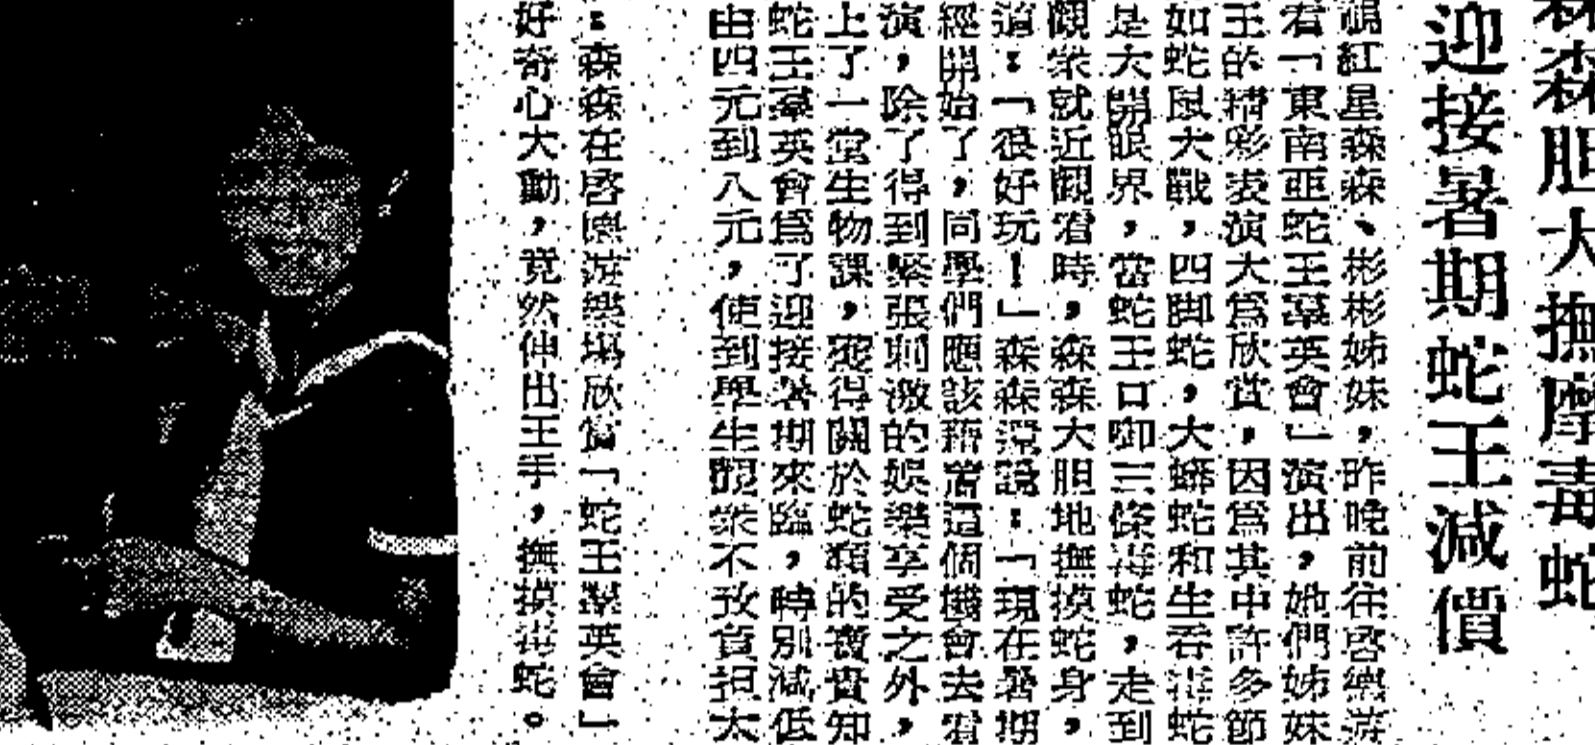 森森胆大撫摩毒蛇
迎接暑期蛇王減價
視紅星森森、彬彬姊妹，昨晚前往啓樂游
看「東南亞蛇王羣英會」演出，她們姊妹
王的精彩表演大爲欣賞，因爲其中許多節
如蛇鼠大戰，四脚蛇，大蟒蛇和生吞毒蛇
是大開眼界，當蛇王口啣三條毒蛇，走到
觀衆就近觀看時，森森大胆地撫摸蛇身，
道：「很好玩！」森森還說：「現在暑期
經開始了，同學們應該藉着這個機會去看
演，除了得到緊張刺激的娛樂享受之外，
上了一堂生物課，獲得關於蛇類的寶貴知
蛇王羣英會爲了迎接暑期來臨，特別減低
由四元到八元，使到學生觀衆不致負担太
：森森在啓樂游樂場欣賞「蛇王羣英會」
好奇心大動，竟然伸出玉手，撫摸毒蛇。